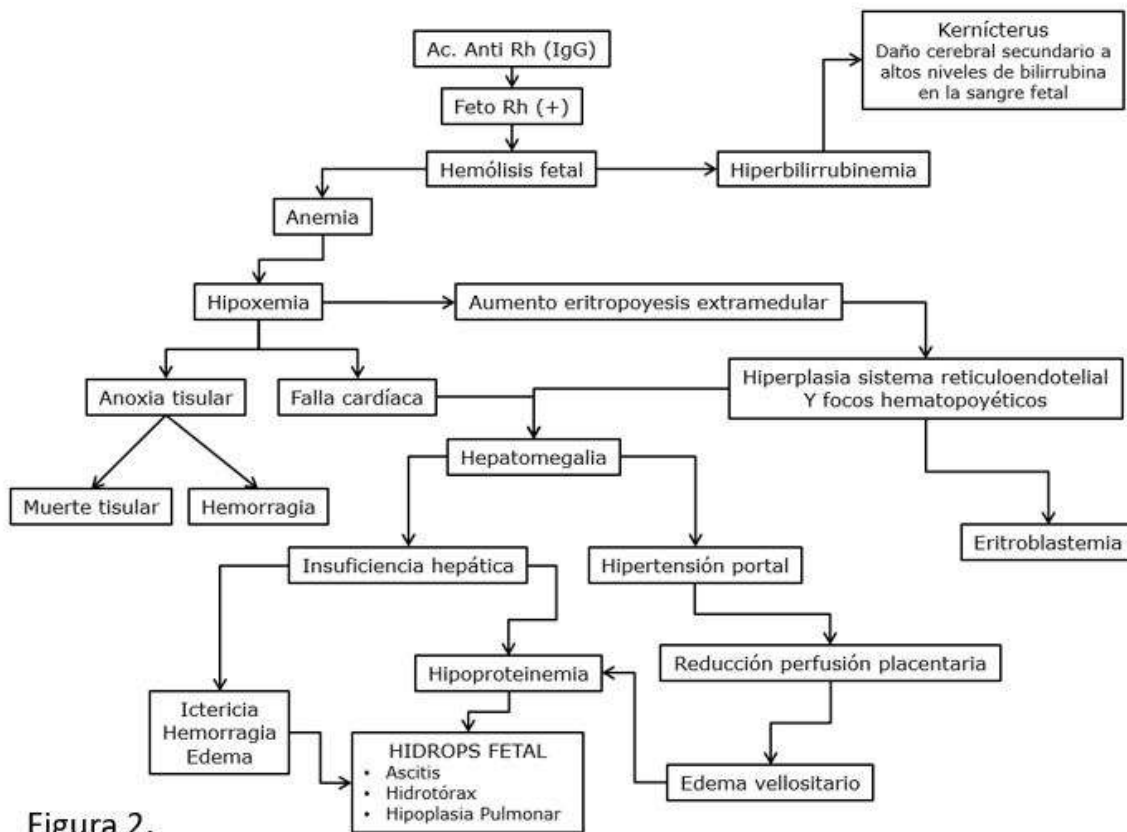 Ac. Anti Rh (IgG)
Kernícterus
Daño cerebral secundario a
altos niveles de bilirrubina
en la sangre fetal
Feto Rh (+)
Hemólisis fetal
Hiperbilirrubinemia
Anemia
Hipoxemia
Aumento eritropoyesis extramedular
Anoxia tisular
Falla cardíaca
Hiperplasia sistema reticuloendotelial
Y focos hematopoyéticos
Hepatomegalia
Muerte tisular
Hemorragia
Eritroblastemia
Insuficiencia hepática
Hipertensión portal
Hipoproteinemia
Reducción perfusión placentaria
Ictericia
Hemorragia
Edema
HIDROPS FETAL
• Ascitis
• Hidrotórax
• Hipoplasia Pulmonar
Edema vellositario
Figura 2.